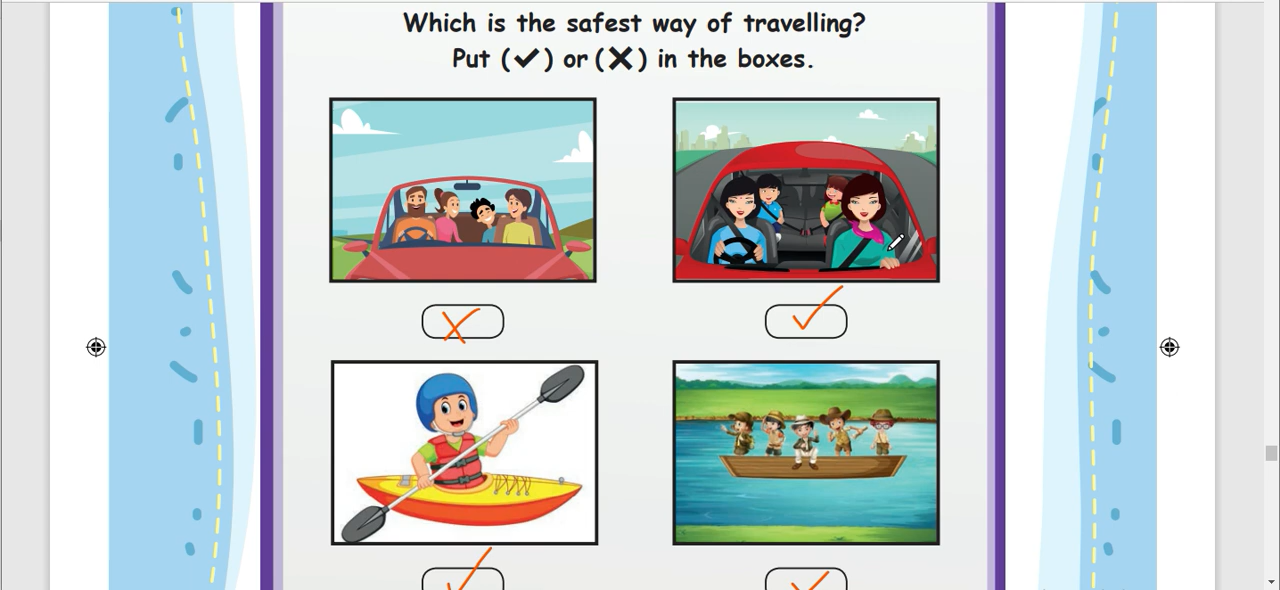 Which is the safest way of travelling?
Put (✔) or (✖) in the boxes.